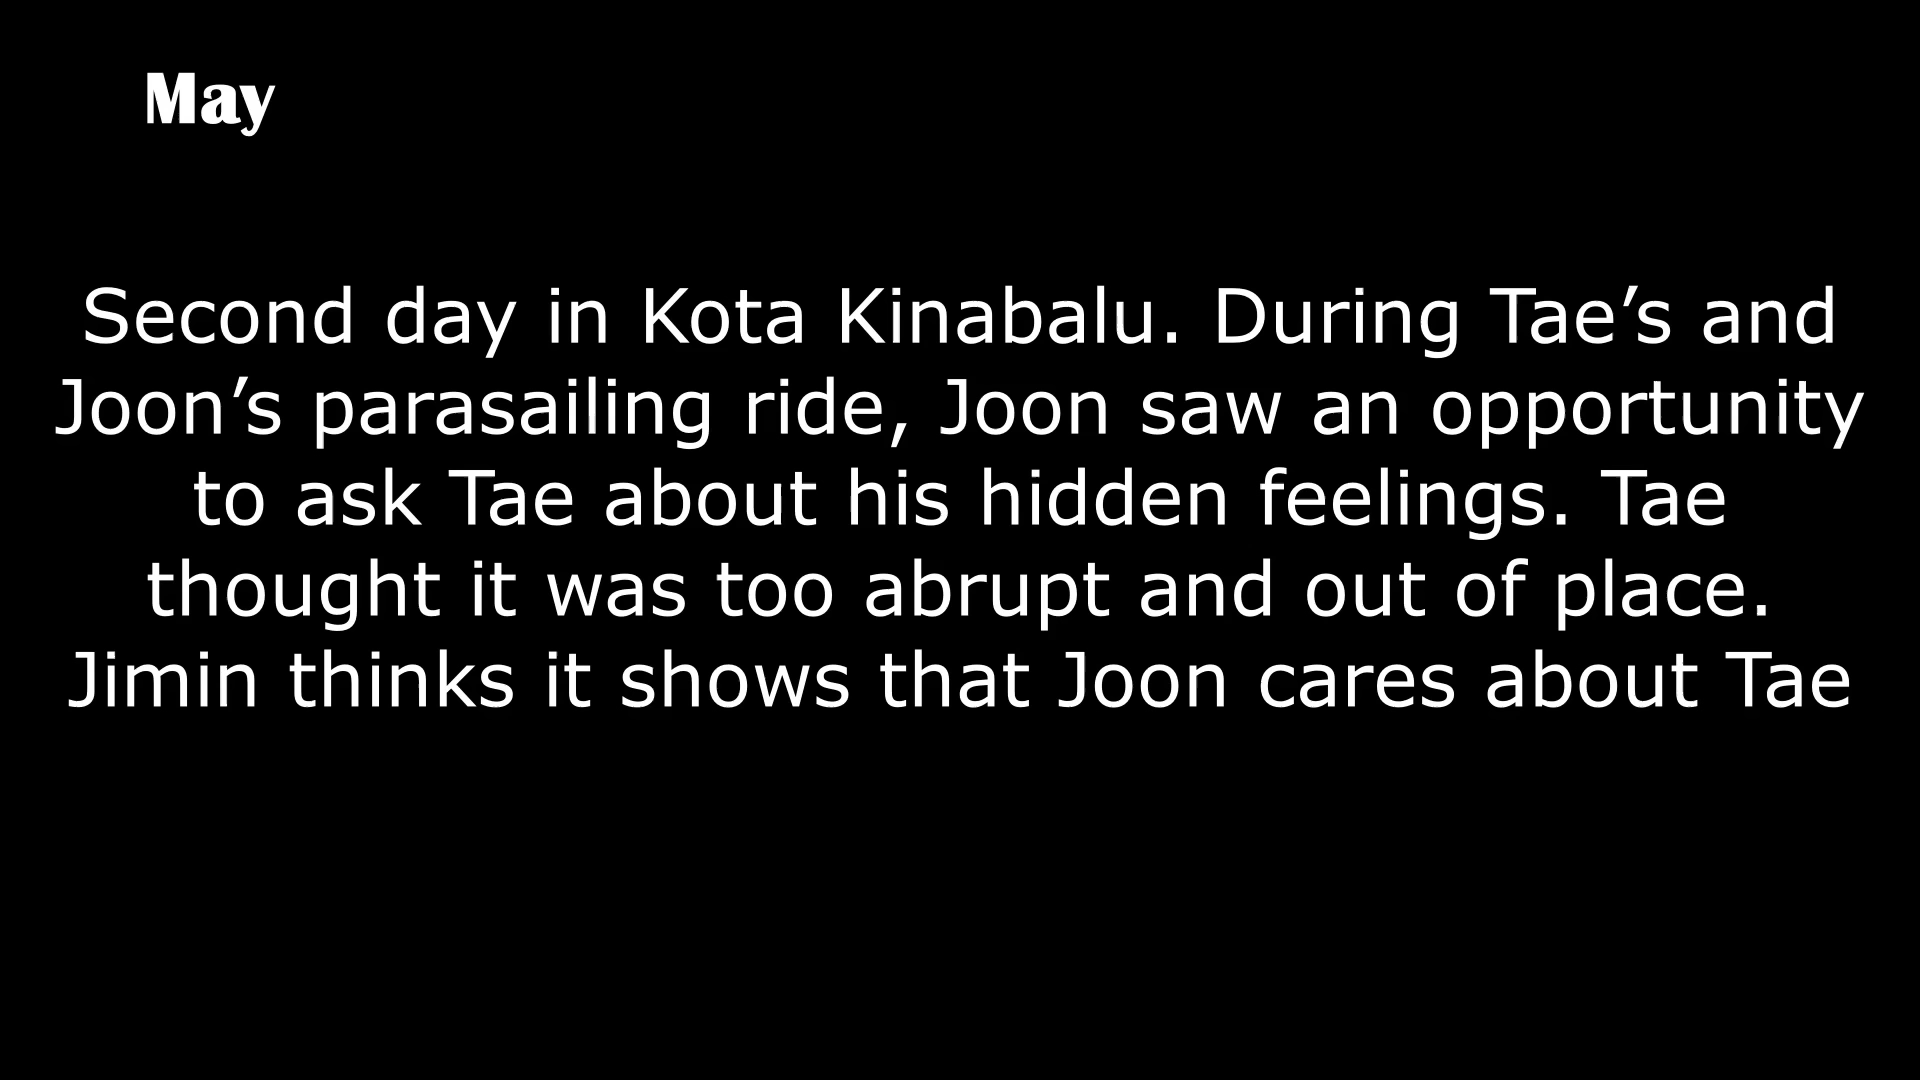 May
Second day in Kota Kinabalu. During Tae’s and
Joon’s parasailing ride, Joon saw an opportunity
to ask Tae about his hidden feelings. Tae
thought it was too abrupt and out of place.
Jimin thinks it shows that Joon cares about Tae